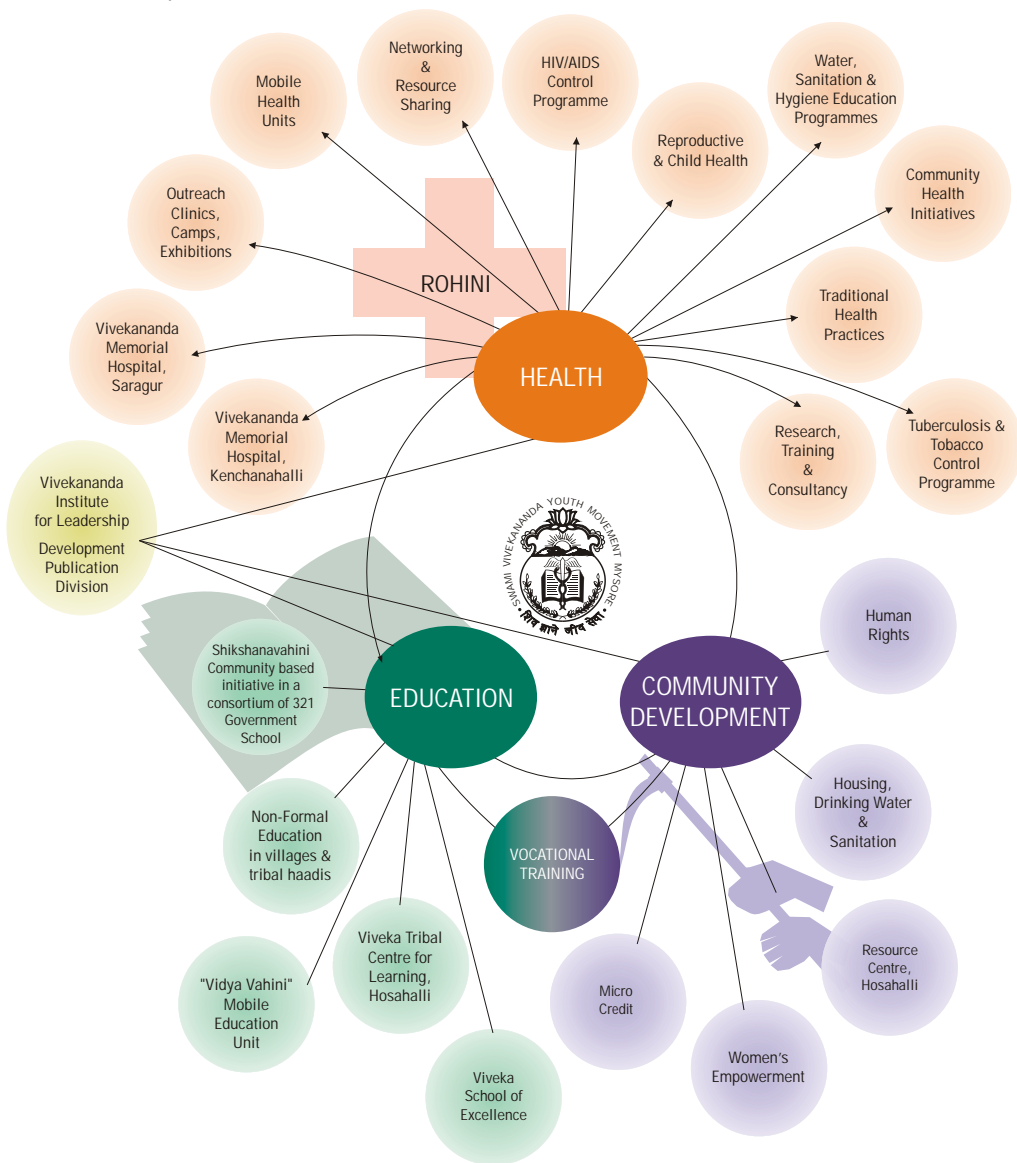 Networking
&
Resource
Sharing
HIV/AIDS
Control
Programme
Water,
Sanitation &
Hygiene Education
Programmes
Mobile
Health
Units
Reproductive
& Child Health
Community
Health
Initiatives
Outreach
Clinics,
Camps,
Exhibitions
ROHINI
Traditional
Health
Practices
Vivekananda
Memorial
Hospital,
Saragur
HEALTH
Vivekananda
Memorial
Hospital,
Kenchanahalli
Research,
Training
&
Consultancy
Tuberculosis &
Tobacco
Control
Programme
Vivekananda
Institute
for Leadership
Development
Publication
Division
SWAMI VIVEKANANDA YOUTH MOVEMENT MYSORE
शिव ज्ञाने जीव सेवा
Human
Rights
Shikshanavahini
Community based
initiative in a
consortium of 321
Government
School
EDUCATION
COMMUNITY
DEVELOPMENT
Housing,
Drinking Water
&
Sanitation
Non-Formal
Education
in villages &
tribal haadis
VOCATIONAL
TRAINING
Viveka Tribal
Centre for
Learning,
Hosahalli
Resource
Centre,
Hosahalli
"Vidya Vahini"
Mobile
Education
Unit
Micro
Credit
Women's
Empowerment
Viveka
School of
Excellence